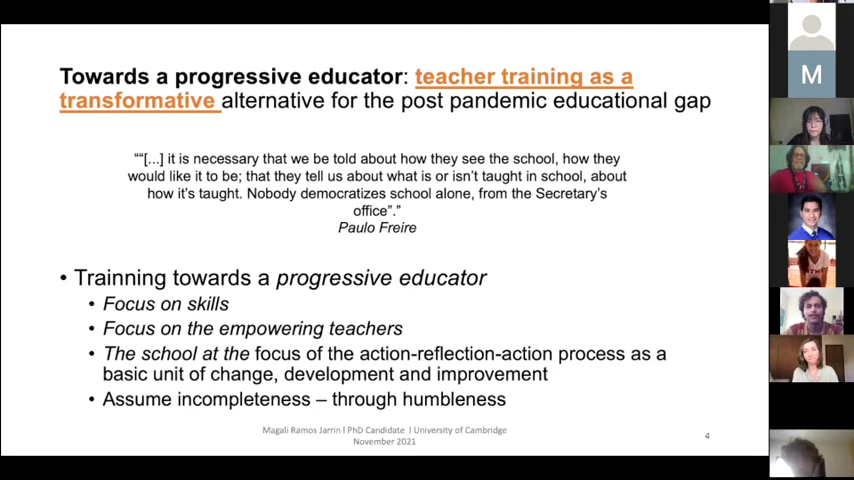 Towards a progressive educator: teacher training as a
transformative alternative for the post pandemic educational gap
““[...] it is necessary that we be told about how they see the school, how they
would like it to be; that they tell us about what is or isn’t taught in school, about
how it’s taught. Nobody democratizes school alone, from the Secretary’s
office”.”
Paulo Freire
• Trainning towards a progressive educator
• Focus on skills
• Focus on the empowering teachers
• The school at the focus of the action-reflection-action process as a
basic unit of change, development and improvement
• Assume incompleteness – through humbleness
Magali Ramos Jarrin l PhD Candidate l University of Cambridge
November 2021
4
M